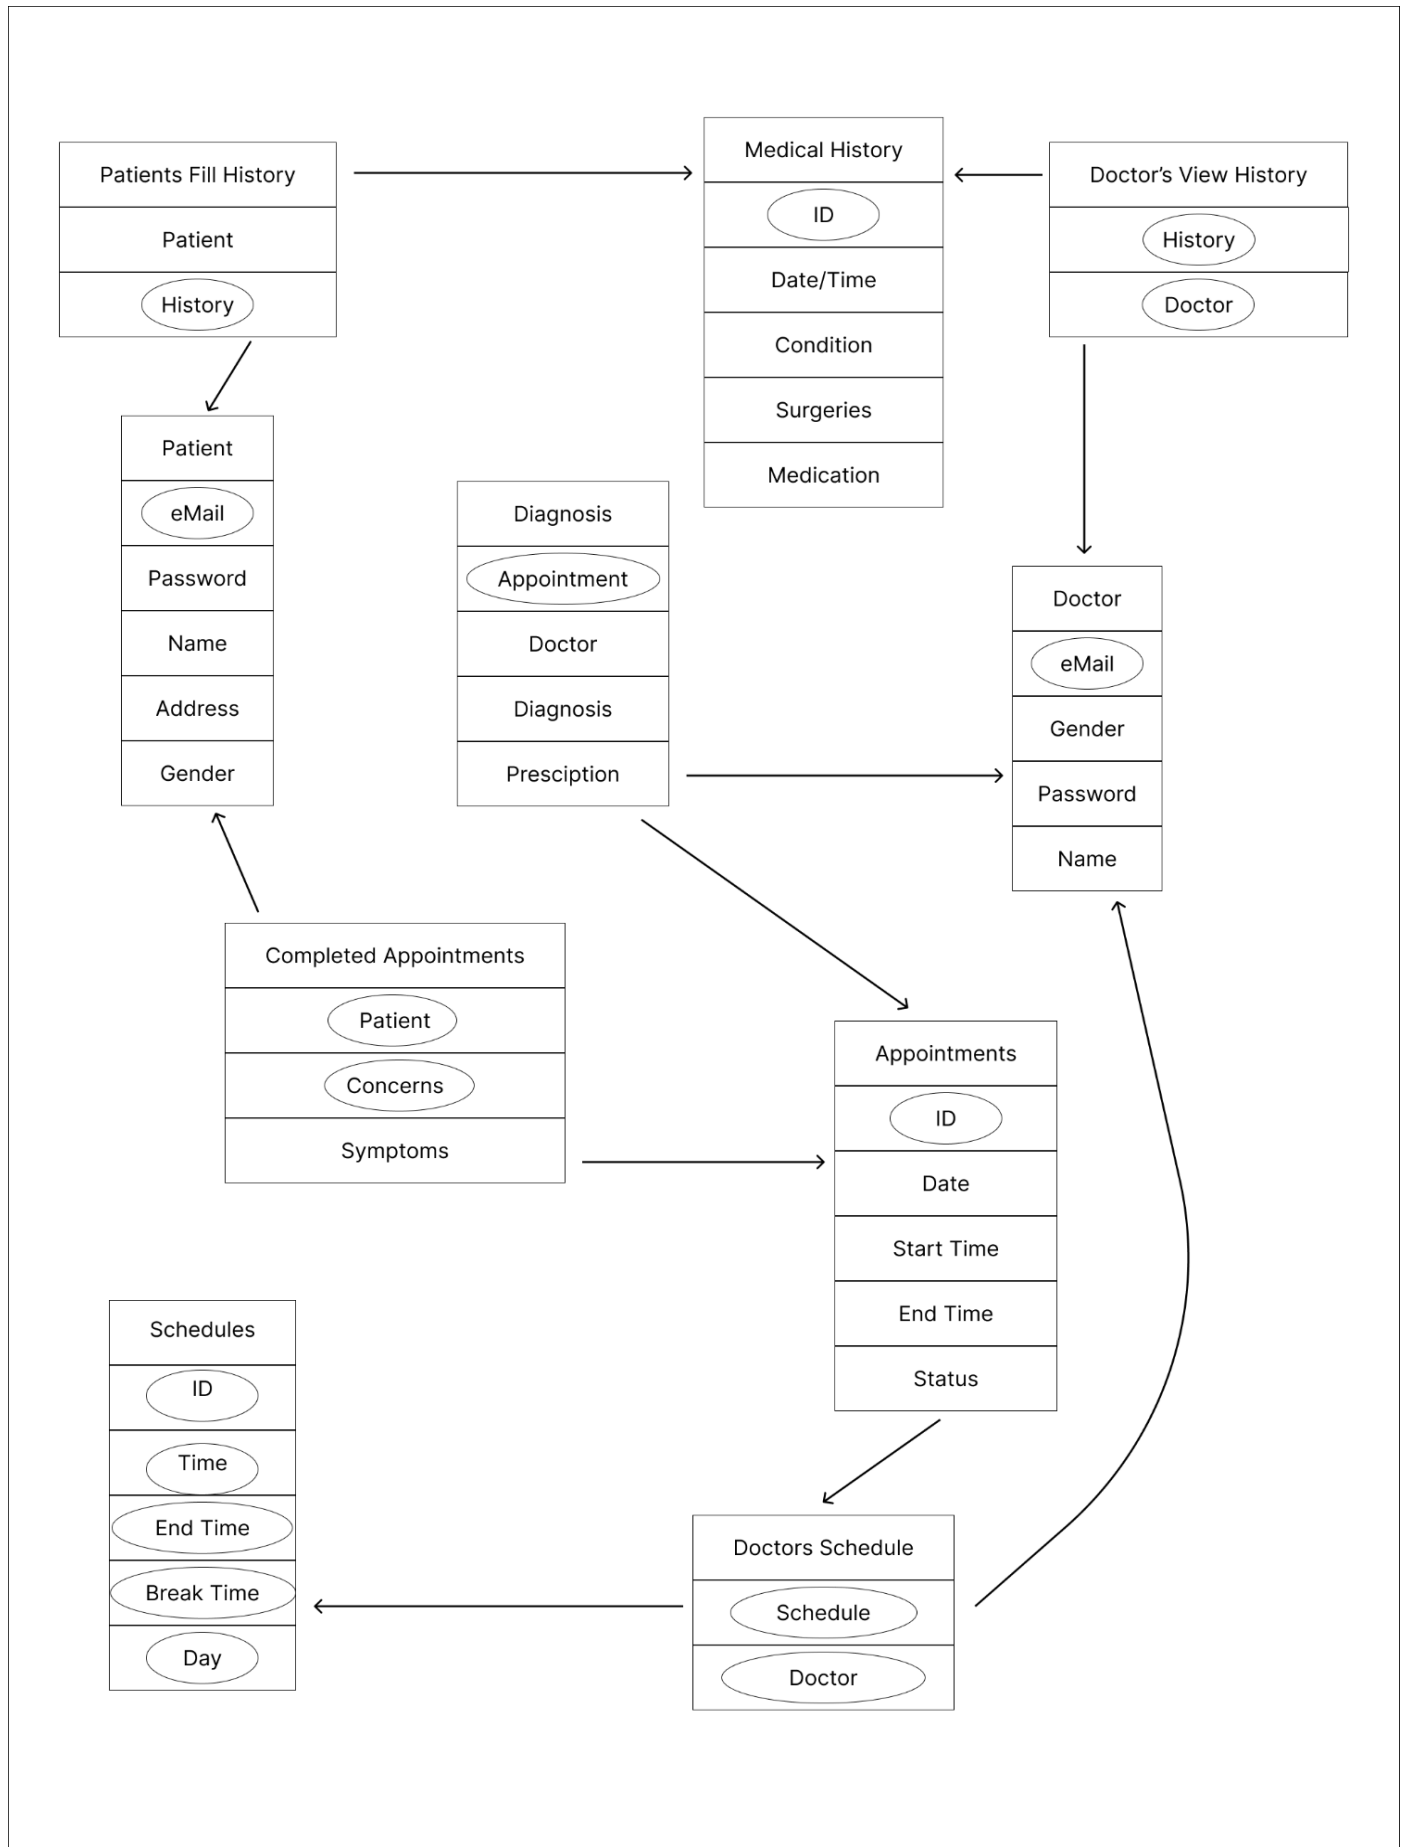 Patients Fill History
Patient
History
Medical History
ID
Date/Time
Condition
Surgeries
Medication
Doctor’s View History
History
Doctor
Patient
eMail
Password
Name
Address
Gender
Diagnosis
Appointment
Doctor
Diagnosis
Presciption
Doctor
eMail
Gender
Password
Name
Completed Appointments
Patient
Concerns
Symptoms
Appointments
ID
Date
Start Time
End Time
Status
Schedules
ID
Time
End Time
Break Time
Day
Doctors Schedule
Schedule
Doctor